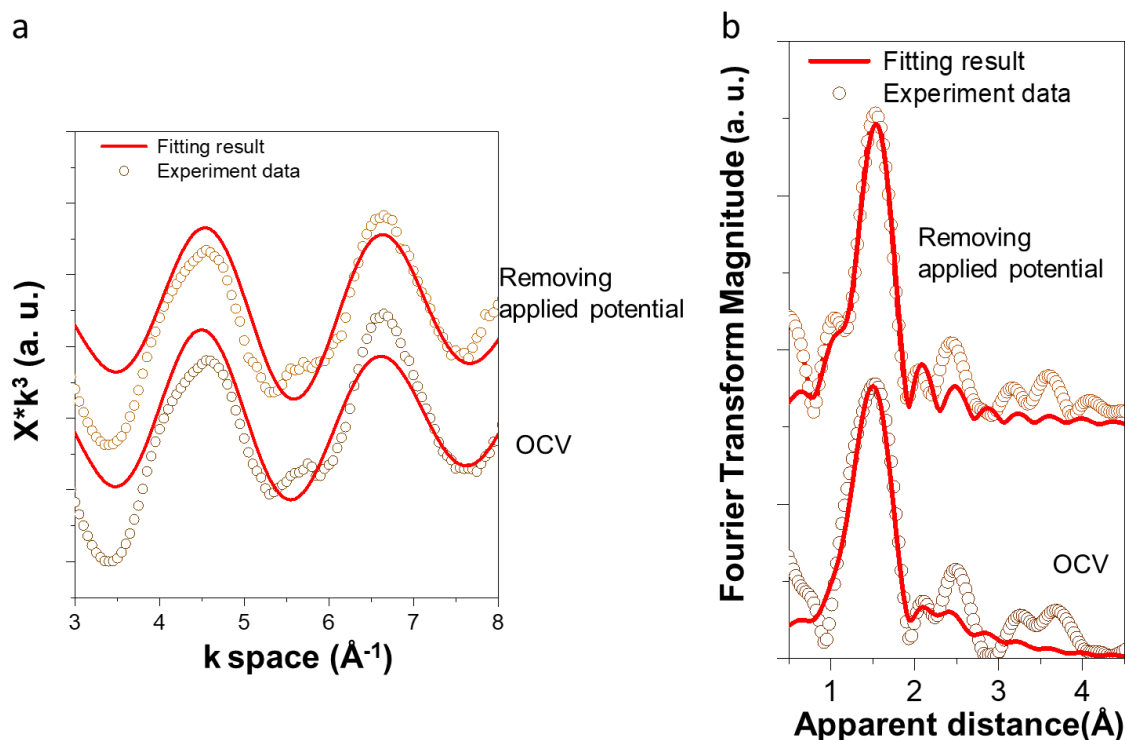 a
Fitting result
Experiment data
Removing
applied potential
OCV
X*k³ (a. u.)
3 4 5 6 7 8
k space (Å⁻¹)
b
Fitting result
Experiment data
Removing
applied potential
OCV
Fourier Transform Magnitude (a. u.)
1 2 3 4
Apparent distance(Å)